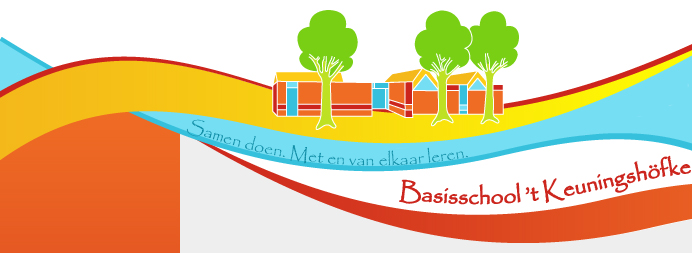 Samen doen. Met en van elkaar leren.
Basisschool 't Keuningshöfke